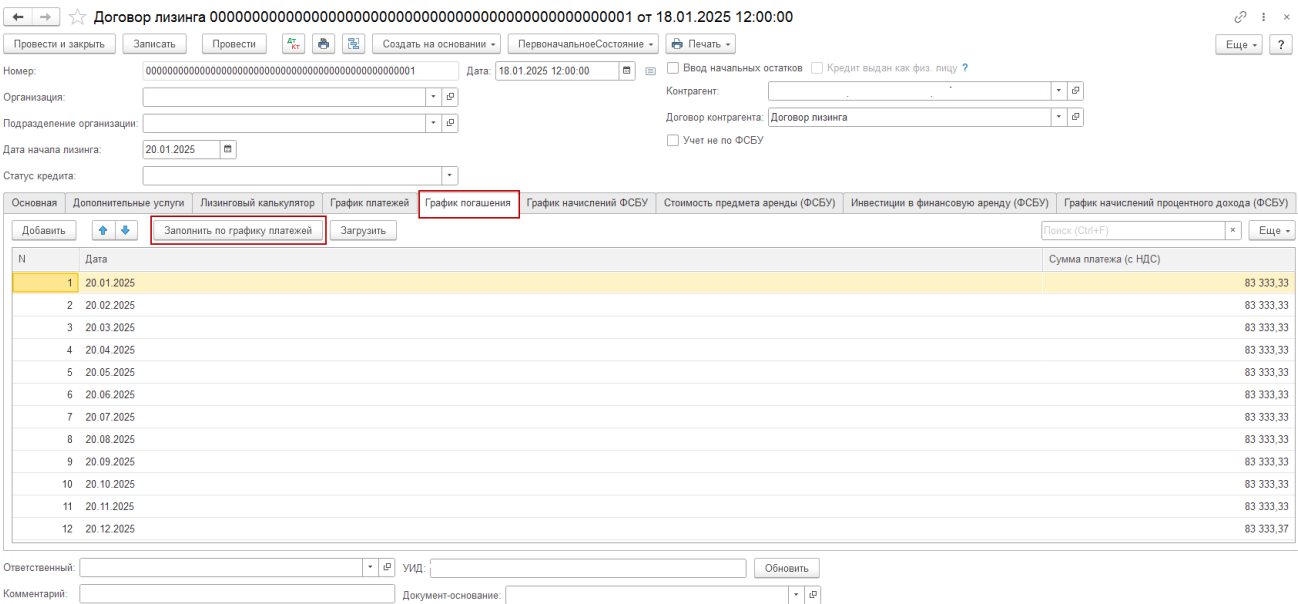 Договор лизинга 00000000000000000000000000000000000000000000000001 от 18.01.2025 12:00:00
Провести и закрыть Записать Провести Дт Кт Создать на основании ПервоначальноеСостояние Печать Еще ?
Номер: 00000000000000000000000000000000000000000000000001 Дата: 18.01.2025 12:00:00 Ввод начальных остатков Кредит выдан как физ. лицу ?
Организация: Контрагент:
Подразделение организации: Договор контрагента: Договор лизинга
Учет не по ФСБУ
Дата начала лизинга: 20.01.2025
Статус кредита:
Основная Дополнительные услуги Лизинговый калькулятор График платежей График погашения График начислений ФСБУ Стоимость предмета аренды (ФСБУ) Инвестиции в финансовую аренду (ФСБУ) График начислений процентного дохода (ФСБУ)
Добавить Заполнить по графику платежей Загрузить Поиск (Ctrl+F) × Еще
N Дата Сумма платежа (с НДС)
1 20.01.2025 83 333,33
2 20.02.2025 83 333,33
3 20.03.2025 83 333,33
4 20.04.2025 83 333,33
5 20.05.2025 83 333,33
6 20.06.2025 83 333,33
7 20.07.2025 83 333,33
8 20.08.2025 83 333,33
9 20.09.2025 83 333,33
10 20.10.2025 83 333,33
11 20.11.2025 83 333,33
12 20.12.2025 83 333,37
Ответственный: УИД: Обновить
Комментарий: Документ-основание: